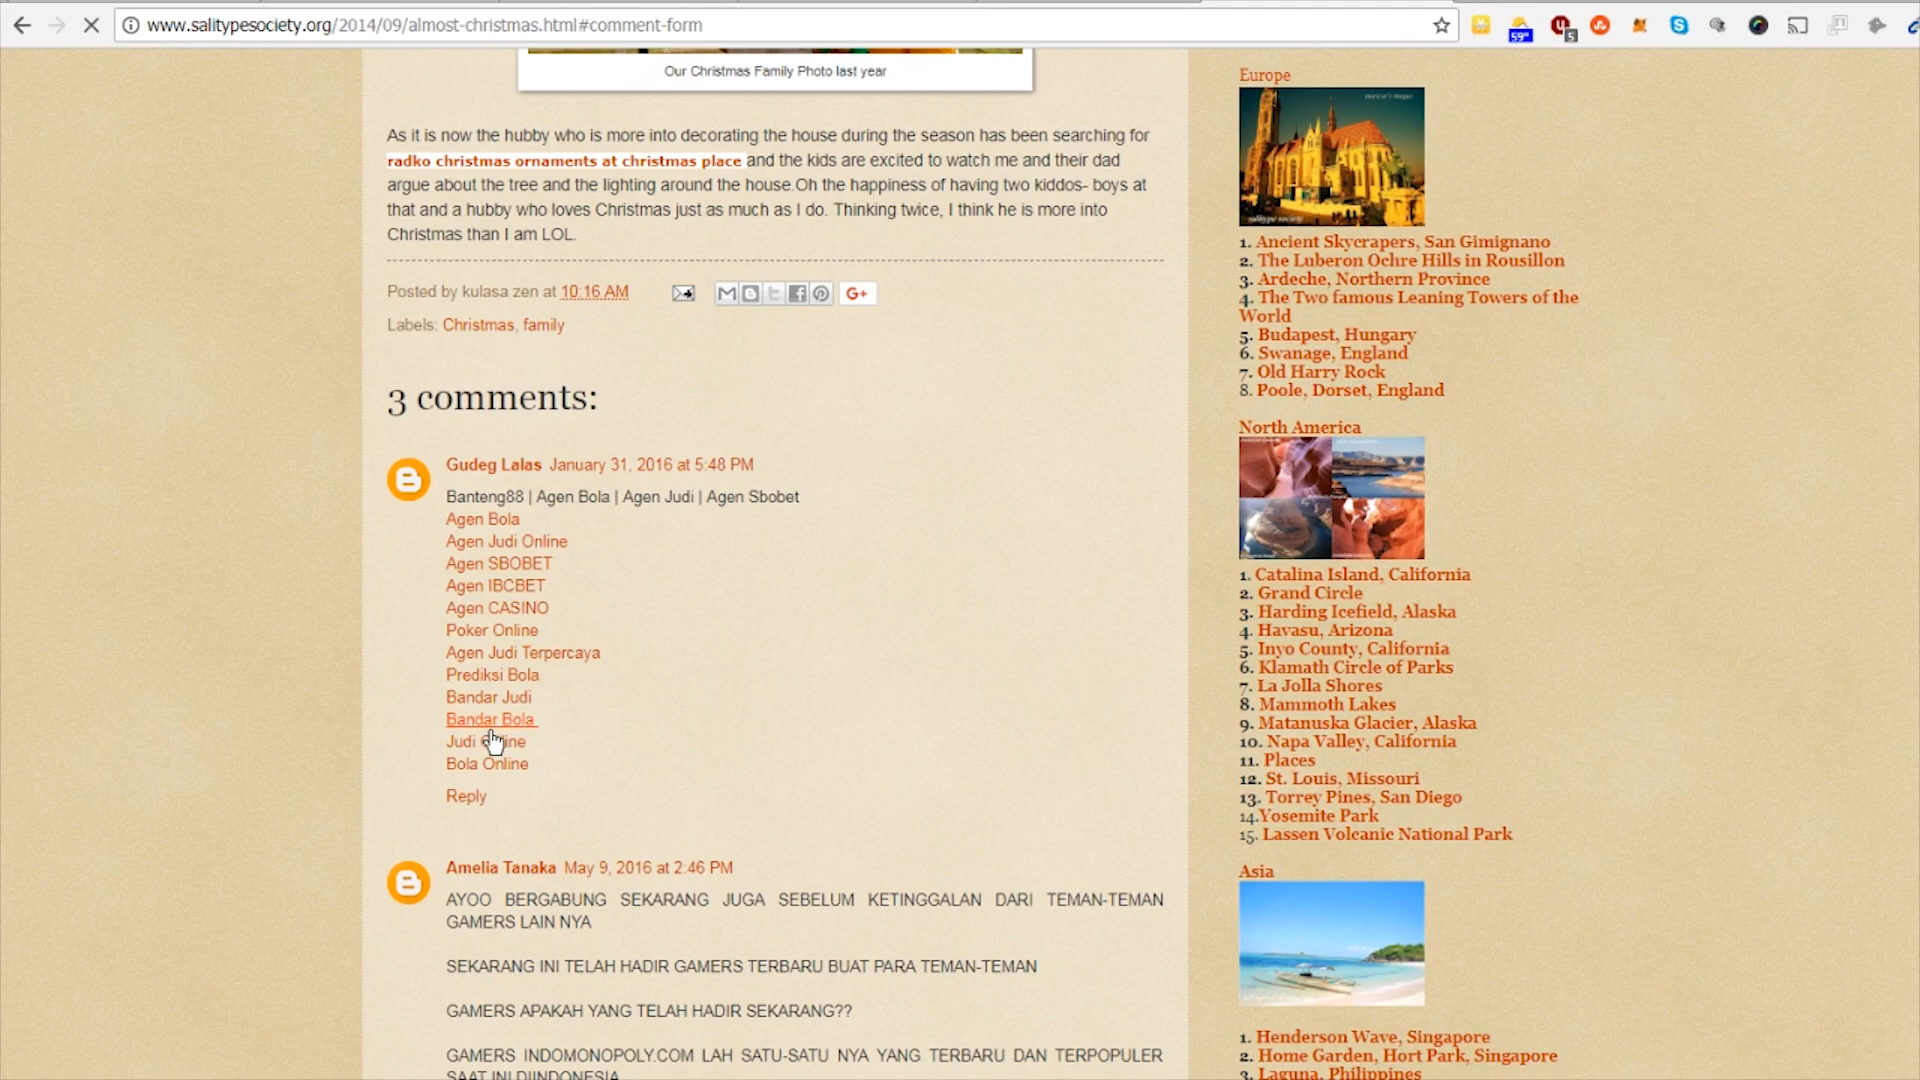 www.salitypesociety.org/2014/09/almost-christmas.html#comment-form
59°
5
Our Christmas Family Photo last year
As it is now the hubby who is more into decorating the house during the season has been searching for
radko christmas ornaments at christmas place and the kids are excited to watch me and their dad
argue about the tree and the lighting around the house.Oh the happiness of having two kiddos- boys at
that and a hubby who loves Christmas just as much as I do. Thinking twice, I think he is more into
Christmas than I am LOL.
Posted by kulasa zen at 10:16 AM
G+
Labels: Christmas, family
3 comments:
Gudeg Lalas January 31, 2016 at 5:48 PM
Banteng88 | Agen Bola | Agen Judi | Agen Sbobet
Agen Bola
Agen Judi Online
Agen SBOBET
Agen IBCBET
Agen CASINO
Poker Online
Agen Judi Terpercaya
Prediksi Bola
Bandar Judi
Bandar Bola
Judi Online
Bola Online
Reply
Amelia Tanaka May 9, 2016 at 2:46 PM
AYOO BERGABUNG SEKARANG JUGA SEBELUM KETINGGALAN DARI TEMAN-TEMAN
GAMERS LAIN NYA
SEKARANG INI TELAH HADIR GAMERS TERBARU BUAT PARA TEMAN-TEMAN
GAMERS APAKAH YANG TELAH HADIR SEKARANG??
GAMERS INDOMONOPOLY.COM LAH SATU-SATU NYA YANG TERBARU DAN TERPOPULER
SAAT INI DIINDONESIA
Europe
salitype society
1. Ancient Skycrapers, San Gimignano
2. The Luberon Ochre Hills in Rousillon
3. Ardeche, Northern Province
4. The Two famous Leaning Towers of the
World
5. Budapest, Hungary
6. Swanage, England
7. Old Harry Rock
8. Poole, Dorset, England
North America
1. Catalina Island, California
2. Grand Circle
3. Harding Icefield, Alaska
4. Havasu, Arizona
5. Inyo County, California
6. Klamath Circle of Parks
7. La Jolla Shores
8. Mammoth Lakes
9. Matanuska Glacier, Alaska
10. Napa Valley, California
11. Places
12. St. Louis, Missouri
13. Torrey Pines, San Diego
14.Yosemite Park
15. Lassen Volcanic National Park
Asia
1. Henderson Wave, Singapore
2. Home Garden, Hort Park, Singapore
3. Laguna, Philippines